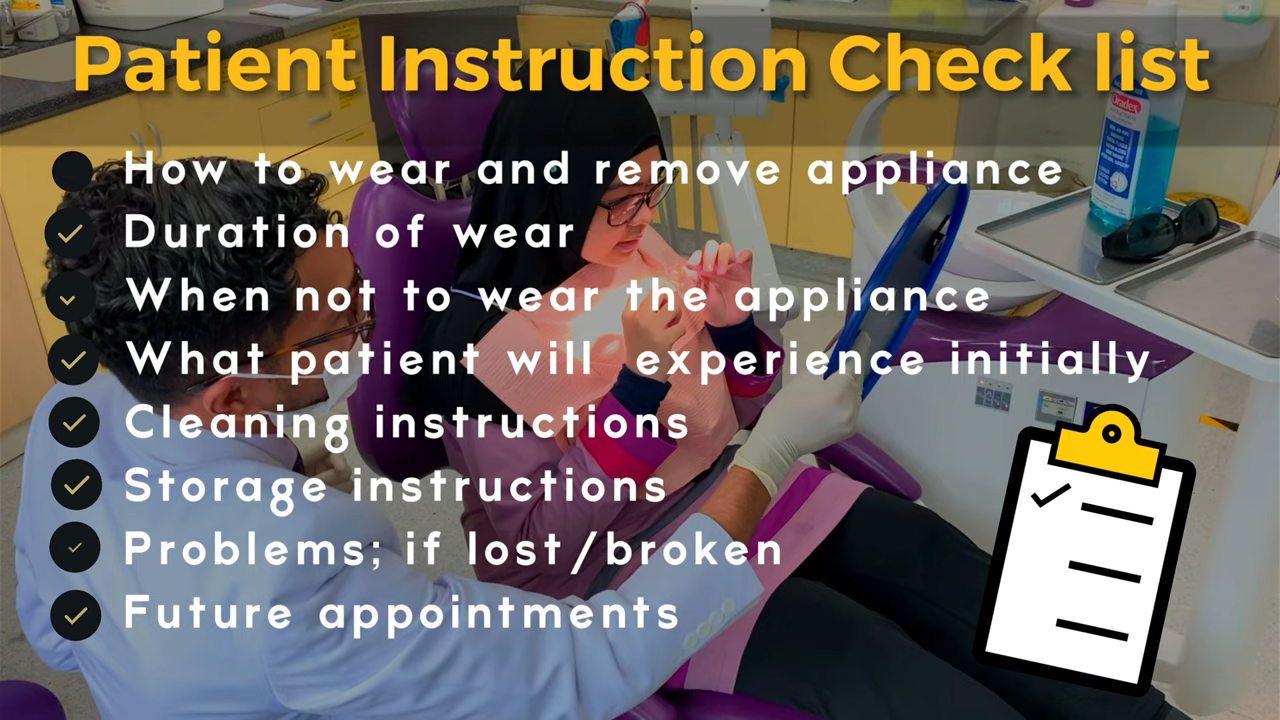 Patient Instruction Check list
Oradex
How to wear and remove appliance
Duration of wear
When not to wear the appliance
What patient will experience initially
Cleaning instructions
Storage instructions
Problems; if lost/broken
Future appointments